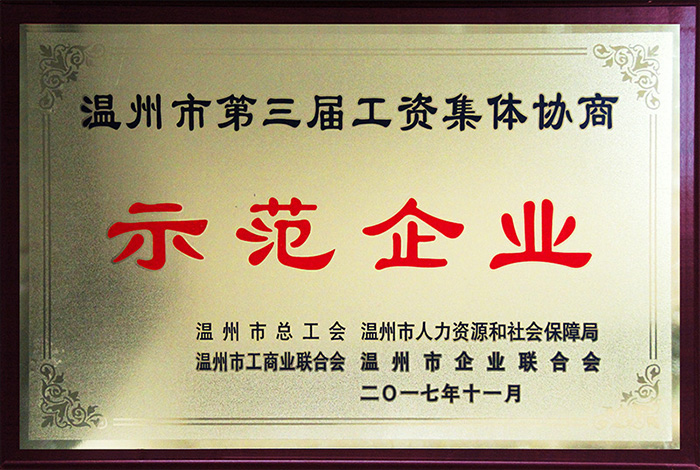 温州市第三届工资集体协商
示范企业
温州市总工会 温州市人力资源和社会保障局
温州市工商业联合会 温州市企业联合会
二〇一七年十一月